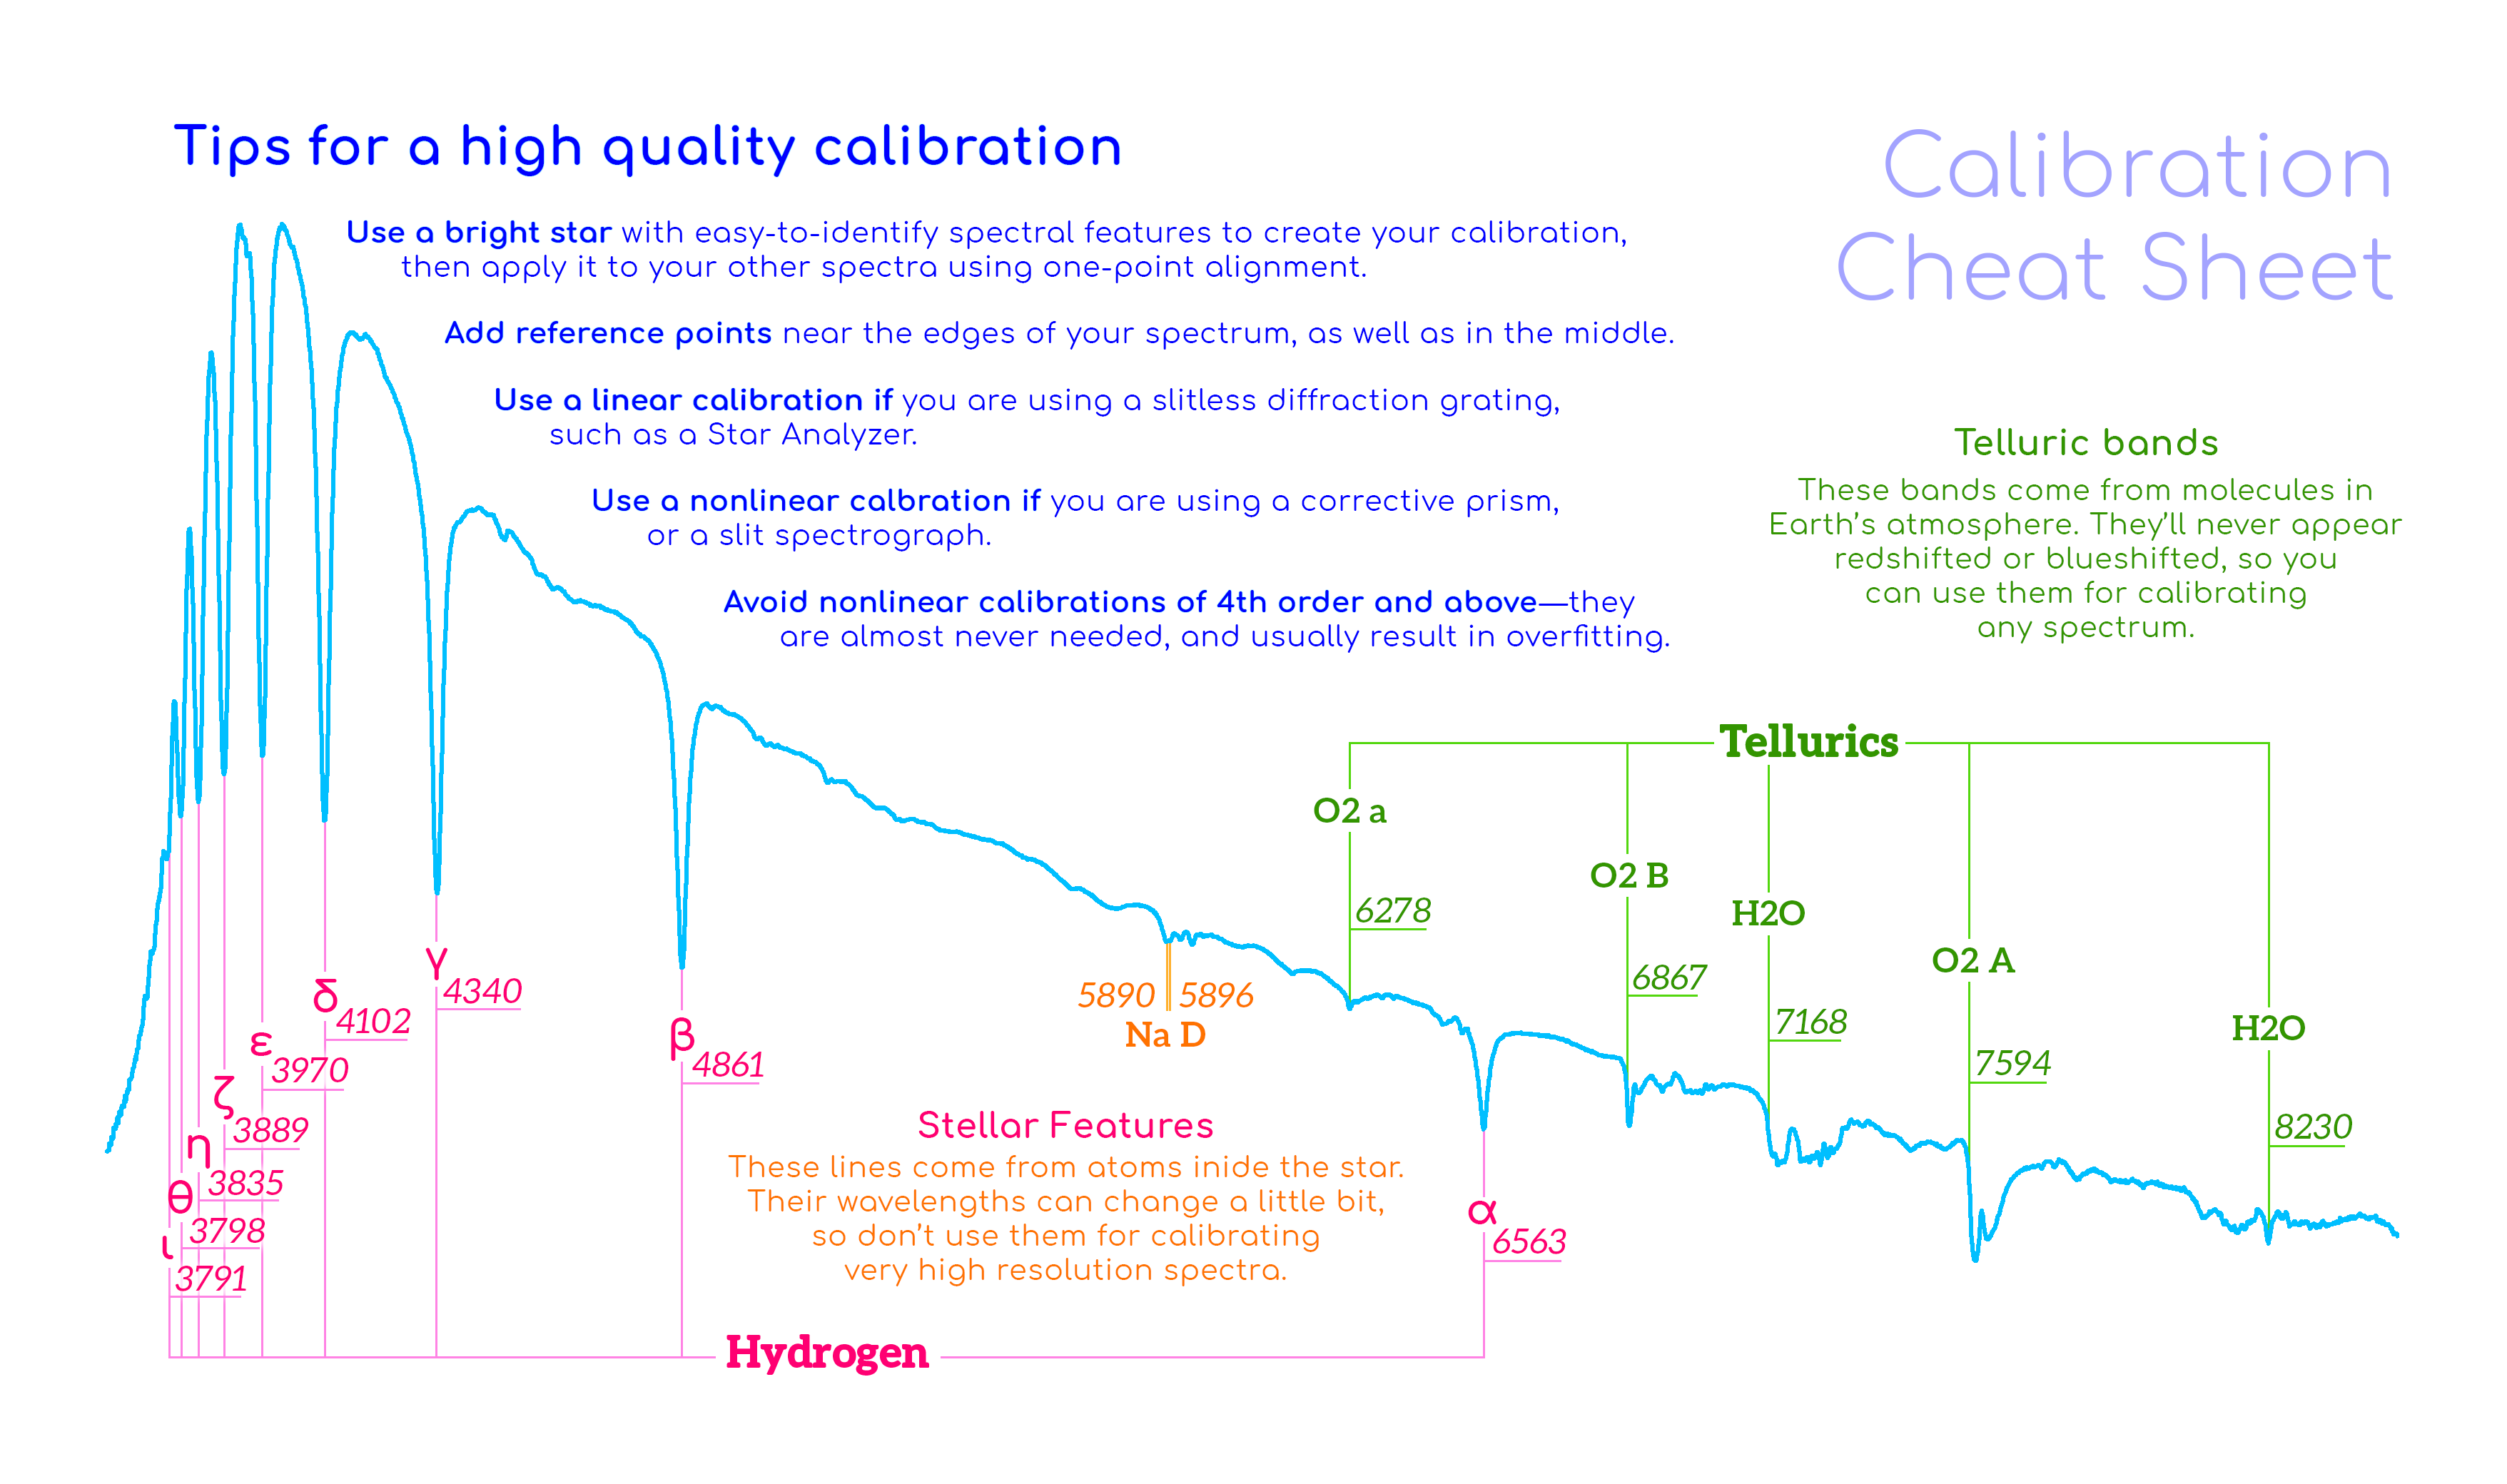 Tips for a high quality calibration
Calibration
Cheat Sheet
Use a bright star with easy-to-identify spectral features to create your calibration,
then apply it to your other spectra using one-point alignment.
Add reference points near the edges of your spectrum, as well as in the middle.
Use a linear calibration if you are using a slitless diffraction grating,
such as a Star Analyzer.
Use a nonlinear calbration if you are using a corrective prism,
or a slit spectrograph.
Avoid nonlinear calibrations of 4th order and above—they
are almost never needed, and usually result in overfitting.
Telluric bands
These bands come from molecules in
Earth's atmosphere. They'll never appear
redshifted or blueshifted, so you
can use them for calibrating
any spectrum.
Tellurics
O2 a
6278
O2 B
6867
H2O
7168
O2 A
7594
H2O
8230
5890 5896
Na D
γ
4340
δ
4102
β
4861
ε
3970
ζ
3889
η
3835
θ
3798
ι
3791
Stellar Features
These lines come from atoms inide the star.
Their wavelengths can change a little bit,
so don't use them for calibrating
very high resolution spectra.
α
6563
Hydrogen